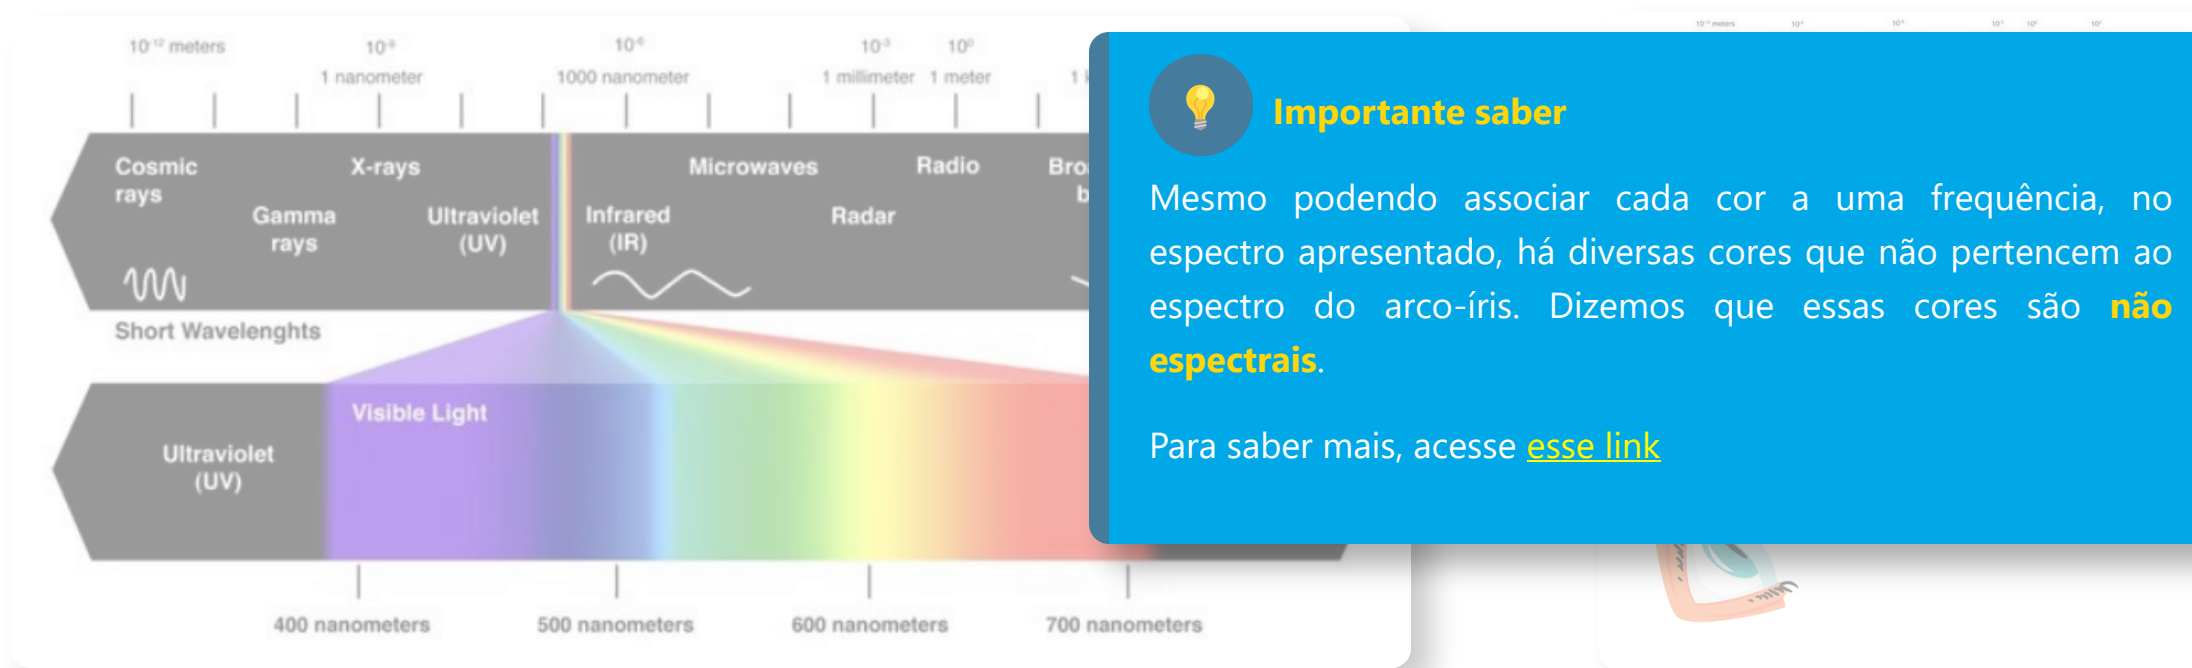 10⁻¹² meters 10⁻⁹ 10⁻⁶ 10⁻³ 10⁰
1 nanometer 1000 nanometer 1 millimeter 1 meter 1
Cosmic
rays
X-rays
Microwaves
Radio
Gamma
rays
Ultraviolet
(UV)
Infrared
(IR)
Radar
Short Wavelenghts
Visible Light
Ultraviolet
(UV)
400 nanometers 500 nanometers 600 nanometers 700 nanometers
Importante saber
Mesmo podendo associar cada cor a uma frequência, no
espectro apresentado, há diversas cores que não pertencem ao
espectro do arco-íris. Dizemos que essas cores são não
espectrais.
Para saber mais, acesse esse link